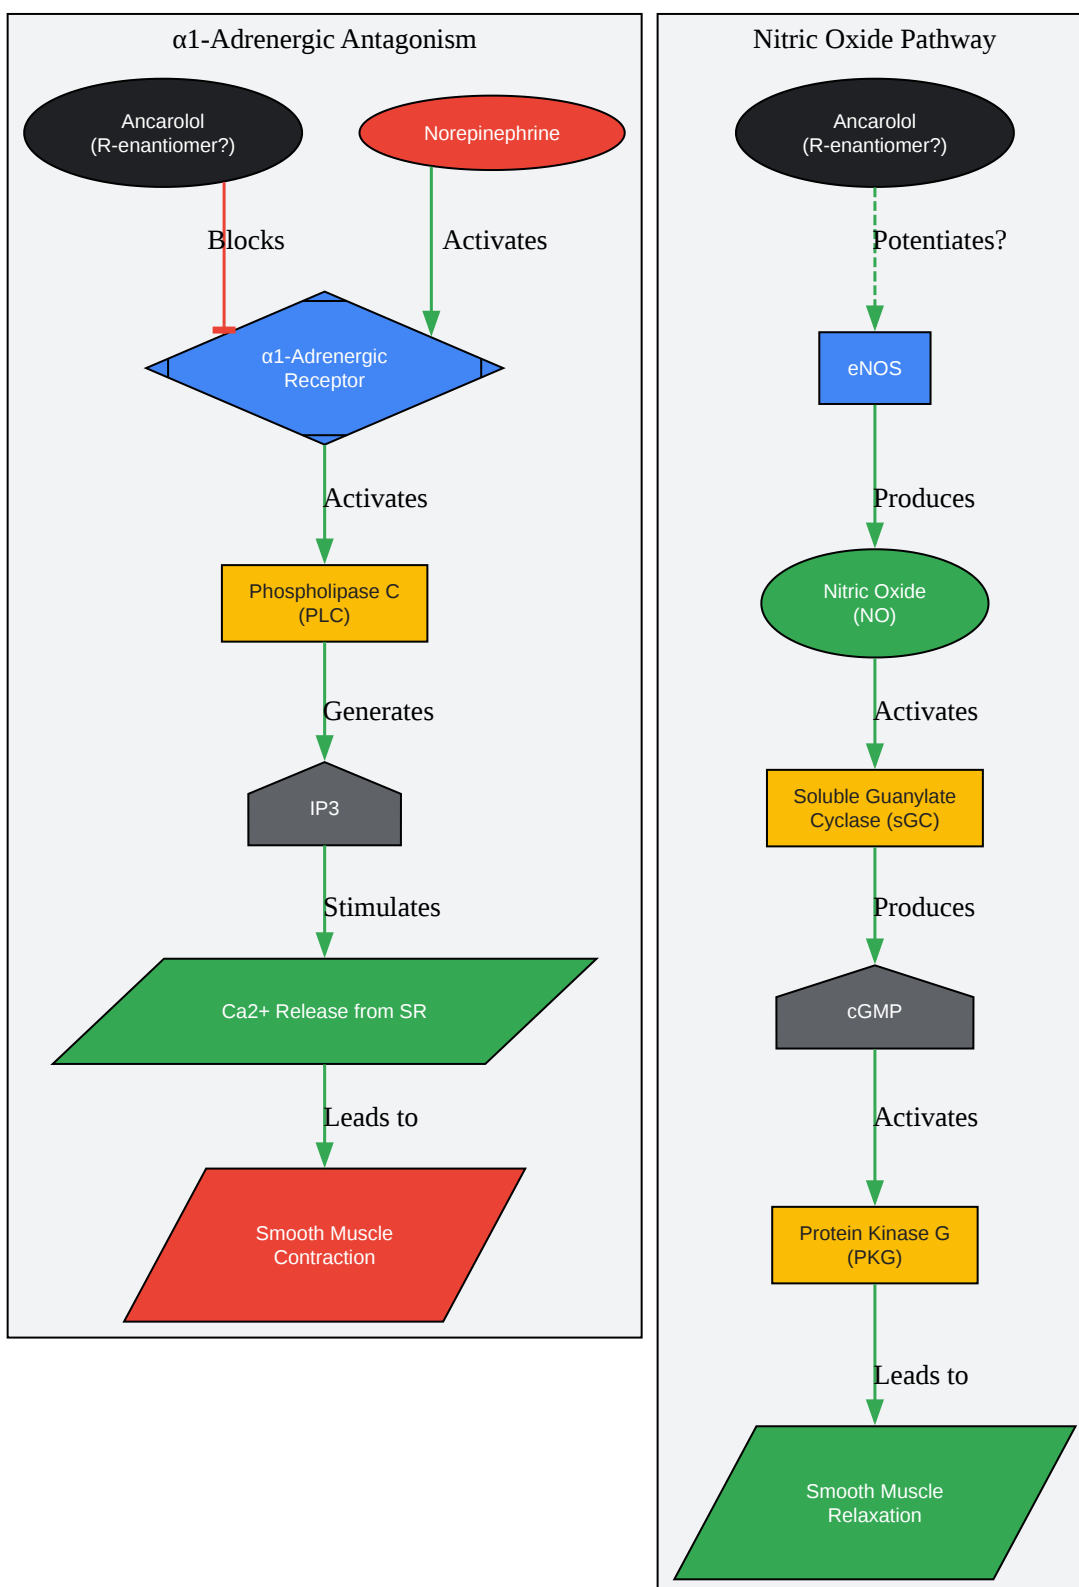 α1-Adrenergic Antagonism
Ancarolol
(R-enantiomer?)
Norepinephrine
Blocks
Activates
α1-Adrenergic
Receptor
Activates
Phospholipase C
(PLC)
Generates
IP3
Stimulates
Ca2+ Release from SR
Leads to
Smooth Muscle
Contraction
Nitric Oxide Pathway
Ancarolol
(R-enantiomer?)
Potentiates?
eNOS
Produces
Nitric Oxide
(NO)
Activates
Soluble Guanylate
Cyclase (sGC)
Produces
cGMP
Activates
Protein Kinase G
(PKG)
Leads to
Smooth Muscle
Relaxation